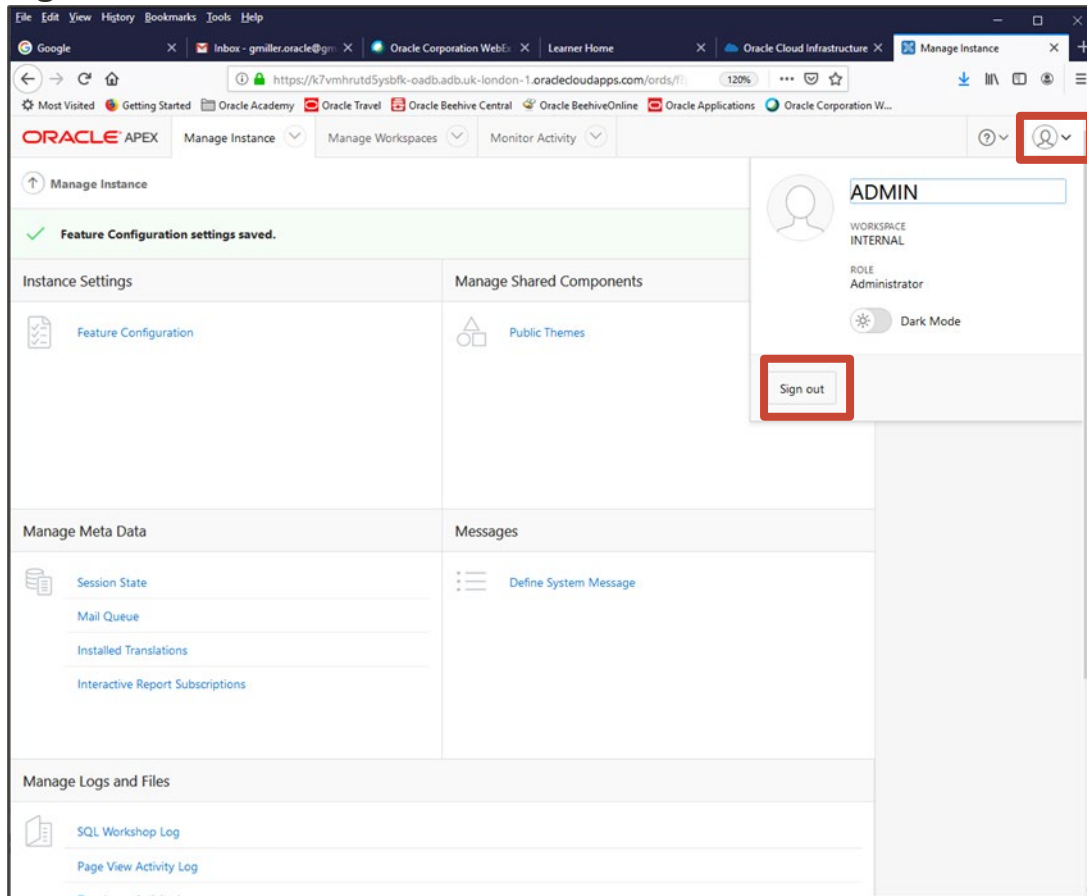 File Edit View History Bookmarks Tools Help
Google
Inbox - gmiller.oracle@gm
Oracle Corporation WebEx
Learner Home
Oracle Cloud Infrastructure
Manage Instance
https://k7vmhrutd5ysbfk-oadb.adb.uk-london-1.oraclecloudapps.com/ords/f?
120%
Most Visited Getting Started Oracle Academy Oracle Travel Oracle Beehive Central Oracle BeehiveOnline Oracle Applications Oracle Corporation W...
ORACLE APEX Manage Instance Manage Workspaces Monitor Activity
Manage Instance
ADMIN
WORKSPACE
INTERNAL
ROLE
Administrator
Dark Mode
Sign out
Feature Configuration settings saved.
Instance Settings
Feature Configuration
Manage Shared Components
Public Themes
Manage Meta Data
Session State
Mail Queue
Installed Translations
Interactive Report Subscriptions
Messages
Define System Message
Manage Logs and Files
SQL Workshop Log
Page View Activity Log